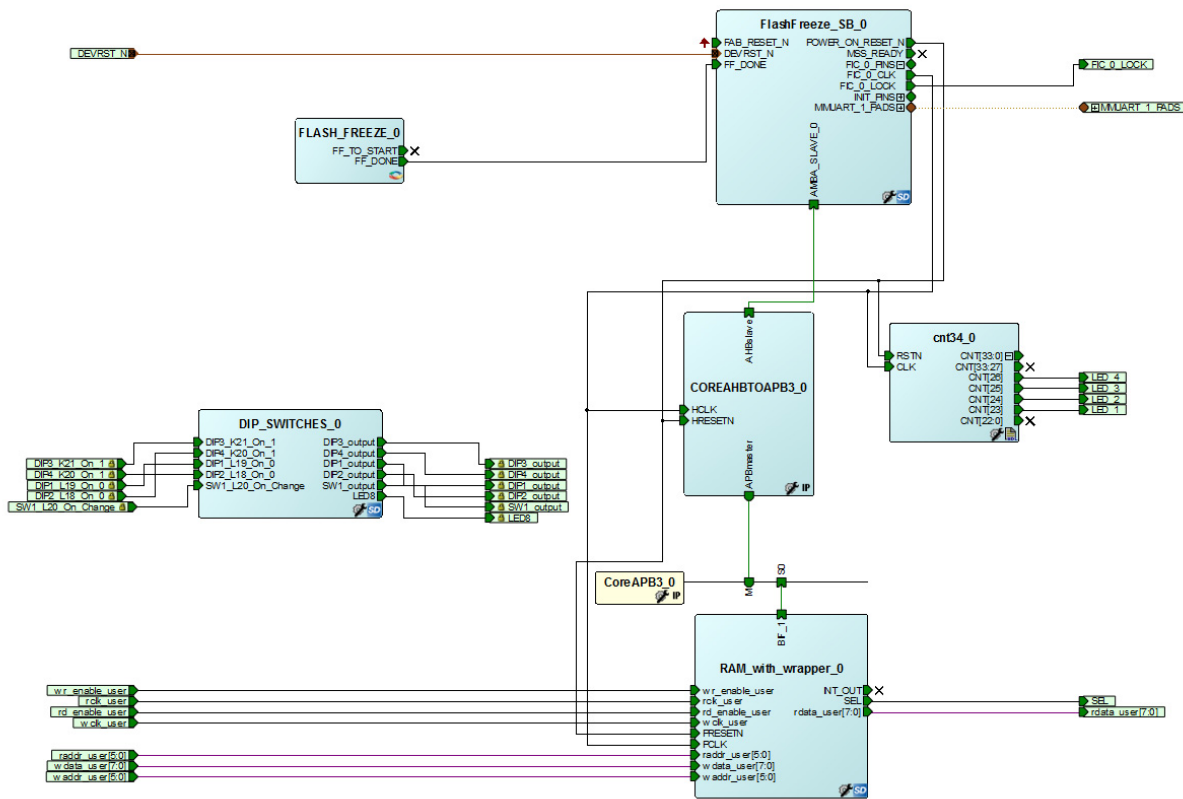 FlashFreeze_SB_0
FAB_RESET_N
DEVRST_N
FF_DONE
POWER_ON_RESET_N
MSS_READY
FIC_0_PINS
FIC_0_CLK
FIC_0_LOCK
INIT_PINS
MMUART_1_PADS
AMBA_SLAVE_0
SD
DEVRST_N
FIC_0_LOCK
MMUART_1_PADS
FLASH_FREEZE_0
FF_TO_START
FF_DONE
COREAHBTOAPB3_0
AHBslave
HCLK
HRESETN
APBmaster
IP
cnt34_0
RSTN
CLK
CNT[33:0]
CNT[33:27]
CNT[26]
CNT[25]
CNT[24]
CNT[23]
CNT[22:0]
LED_4
LED_3
LED_2
LED_1
DIP_SWITCHES_0
DIP3_K21_On_1
DIP4_K20_On_1
DIP1_L19_On_0
DIP2_L18_On_0
SW1_L20_On_Change
DIP3_output
DIP4_output
DIP1_output
DIP2_output
SW1_output
LED8
SD
DIP3_K21_On_1
DIP4_K20_On_1
DIP1_L19_On_0
DIP2_L18_On_0
SW1_L20_On_Change
DIP3_output
DIP4_output
DIP1_output
DIP2_output
SW1_output
LED8
CoreAPB3_0
IP
M
S0
RAM_with_wrapper_0
BIF_1
wr_enable_user
rclk_user
rd_enable_user
wclk_user
PRESETN
PCLK
raddr_user[5:0]
wdata_user[7:0]
waddr_user[5:0]
INT_OUT
SEL
rdata_user[7:0]
SD
wr_enable_user
rclk_user
rd_enable_user
wclk_user
raddr_user[5:0]
wdata_user[7:0]
waddr_user[5:0]
SEL
rdata_user[7:0]